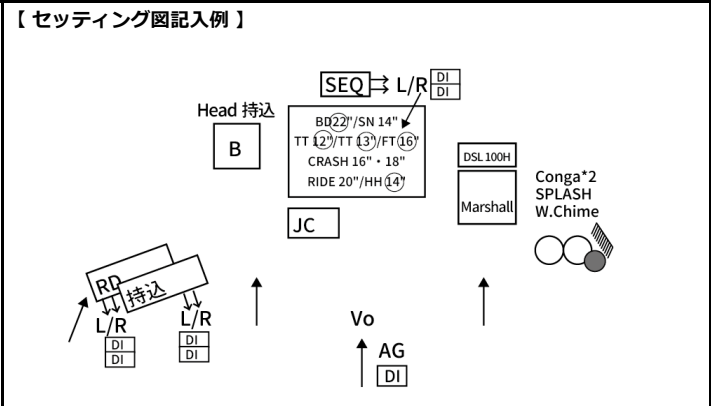 【 セッティング図記入例 】
SEQ
L/R
DI
DI
Head 持込
B
BD22"/SN 14"
TT 12"/TT 13"/FT 16"
CRASH 16"・18"
RIDE 20"/HH 14"
DSL 100H
Marshall
Conga*2
SPLASH
W.Chime
JC
RD
持込
L/R
DI
DI
L/R
DI
DI
Vo
AG
DI